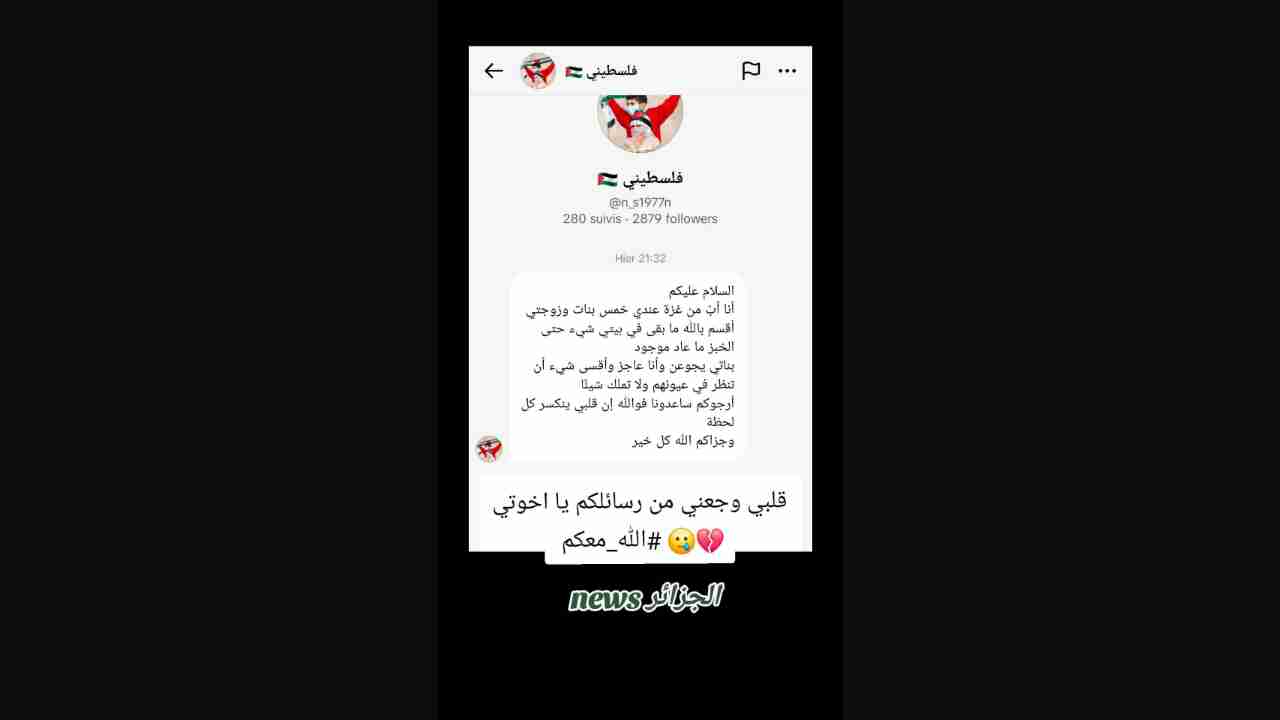 فلسطيني 🇵🇸
فلسطيني 🇵🇸
@n_s1977n
280 suivis · 2879 followers
Hier 21:32
السلام عليكم
أنا أبٌ من غزة عندي خمس بنات وزوجتي
أقسم بالله ما بقى في بيتي شيء حتى
الخبز ما عاد موجود
بناتي يجوعن وأنا عاجز وأقسى شيء أن
تنظر في عيونهم ولا تملك شيئًا
أرجوكم ساعدونا فوالله إن قلبي ينكسر كل
لحظة
وجزاكم الله كل خير
قلبي وجعني من رسائلكم يا اخوتي
💔🥲 #الله_معكم
الجزائر news